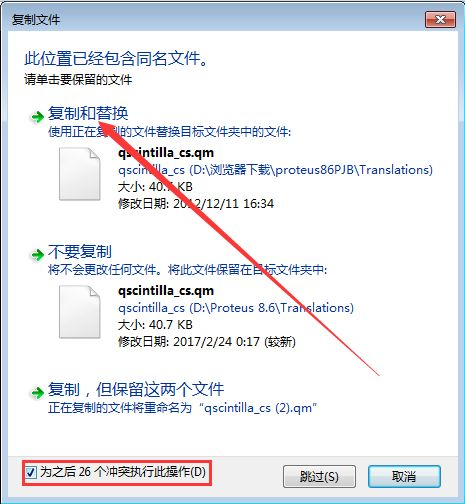 复制文件
此位置已经包含同名文件。
请单击要保留的文件
复制和替换
使用正在复制的文件替换目标文件夹中的文件:
qscintilla_cs.qm
qscintilla_cs (D:\浏览器下载\proteus86PJB\Translations)
大小: 40.7 KB
修改日期: 2012/12/11 16:34
不要复制
将不会更改任何文件。将此文件保留在目标文件夹中:
qscintilla_cs.qm
qscintilla_cs (D:\Proteus 8.6\Translations)
大小: 40.7 KB
修改日期: 2017/2/24 0:17 (较新)
复制，但保留这两个文件
正在复制的文件将重命名为“qscintilla_cs (2).qm”
为之后 26 个冲突执行此操作(D)
跳过(S)
取消